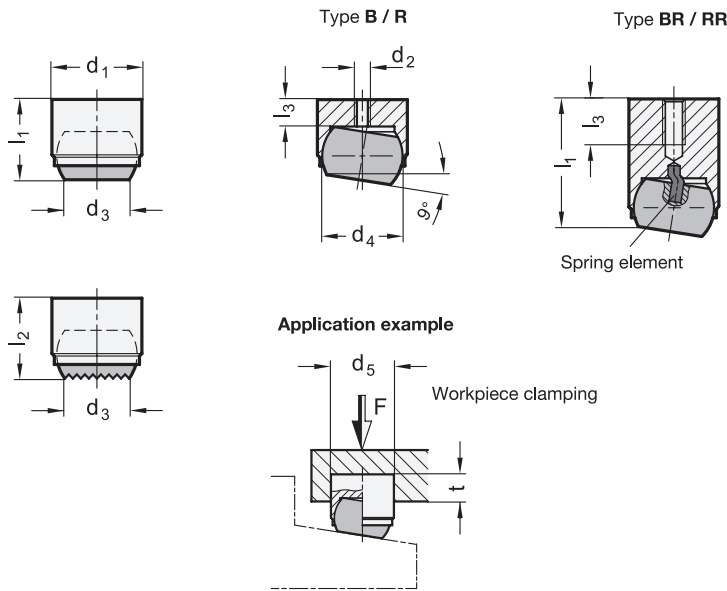 Type B / R
Type BR / RR
d1
d2
l1
l3
l3
l1
d3
9°
d4
Spring element
l2
Application example
d5
Workpiece clamping
F
d3
t